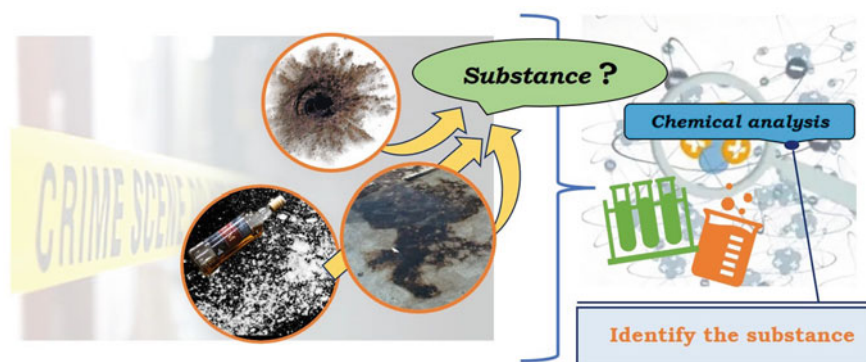 CRIME SCENE
Substance ?
Chemical analysis
Identify the substance